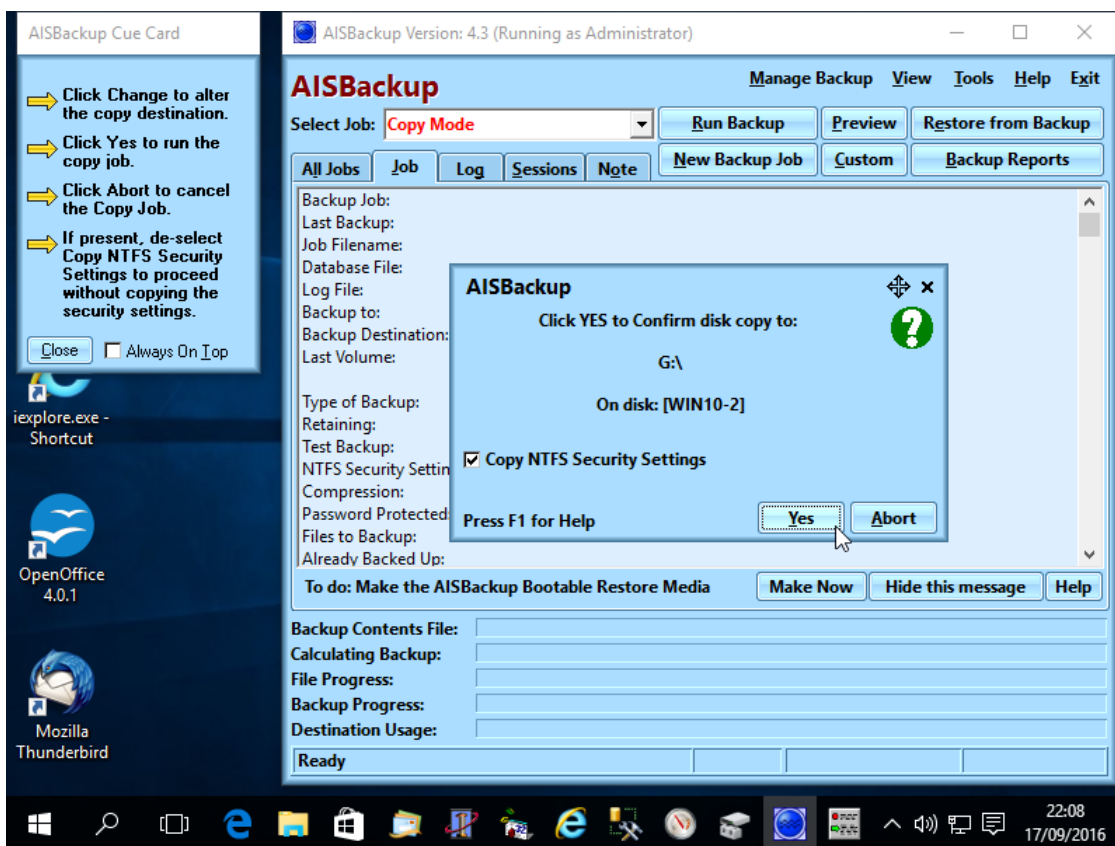 AISBackup Cue Card
Click Change to alter
the copy destination.
Click Yes to run the
copy job.
Click Abort to cancel
the Copy Job.
If present, de-select
Copy NTFS Security
Settings to proceed
without copying the
security settings.
Close
Always On Top
iexplore.exe -
Shortcut
OpenOffice
4.0.1
Mozilla
Thunderbird
AISBackup Version: 4.3 (Running as Administrator)
AISBackup
Manage Backup View Tools Help Exit
Select Job: Copy Mode
Run Backup Preview Restore from Backup
New Backup Job Custom Backup Reports
All Jobs Job Log Sessions Note
Backup Job:
Last Backup:
Job Filename:
Database File:
Log File:
Backup to:
Backup Destination:
Last Volume:
Type of Backup:
Retaining:
Test Backup:
NTFS Security Settin
Compression:
Password Protected:
Files to Backup:
Already Backed Up:
AISBackup
Click YES to Confirm disk copy to:
G:\
On disk: [WIN10-2]
Copy NTFS Security Settings
Press F1 for Help
Yes Abort
To do: Make the AISBackup Bootable Restore Media
Make Now Hide this message Help
Backup Contents File:
Calculating Backup:
File Progress:
Backup Progress:
Destination Usage:
Ready
22:08
17/09/2016